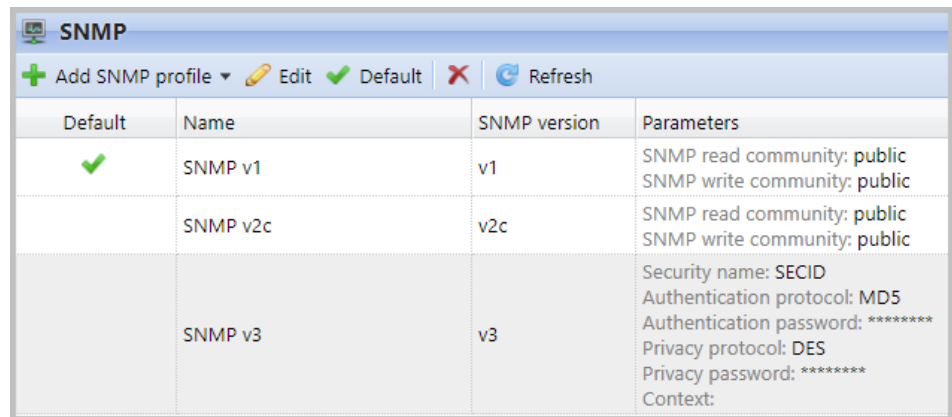 SNMP
Add SNMP profile Edit Default Refresh
Default Name SNMP version Parameters
SNMP v1 v1 SNMP read community: public
SNMP write community: public
SNMP v2c v2c SNMP read community: public
SNMP write community: public
SNMP v3 v3 Security name: SECID
Authentication protocol: MD5
Authentication password: ********
Privacy protocol: DES
Privacy password: ********
Context: